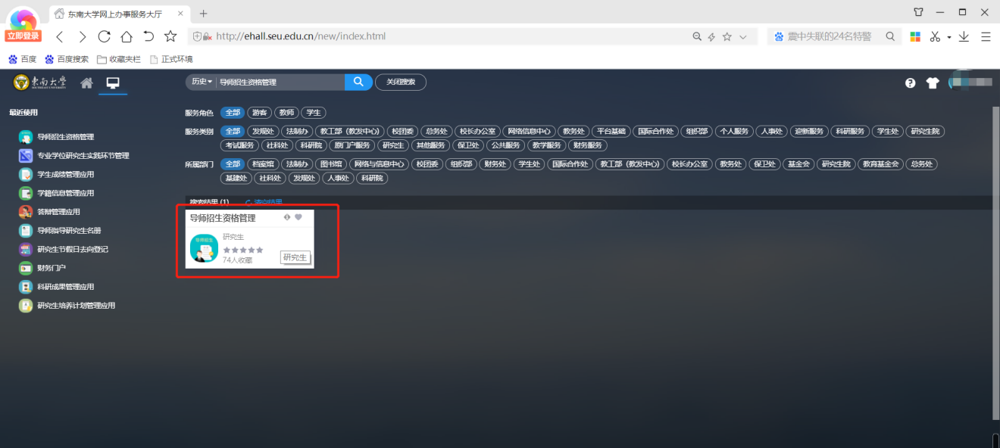 东南大学网上办事服务大厅
立即登录
http://ehall.seu.edu.cn/new/index.html
震中失联的24名特警
百度 百度搜索 收藏夹栏 正式环境
东南大学
历史 导师招生资格管理 关闭搜索
最近使用
导师招生资格管理
专业学位研究生实践环节管理
学生成绩管理应用
学籍信息管理应用
答辩管理应用
导师指导研究生名册
研究生节假日去向登记
财务门户
科研成果管理应用
研究生培养计划管理应用
服务角色 全部 游客 教师 学生
服务类别 全部 发规处 法制办 教工部（教发中心） 校团委 总务处 校长办公室 网络信息中心 教务处 平台基础 国际合作处 组织部 个人服务 人事处 迎新服务 科研服务 学生处 研究生院
考试服务 社科处 科研院 原门户服务 研究生 其他服务 保卫处 公共服务 教学服务 财务服务
所属部门 全部 档案馆 法制办 图书馆 网络与信息中心 校团委 组织部 财务处 学生处 国际合作处 教工部（教发中心） 校长办公室 教务处 保卫处 基金会 研究生院 教育基金会 总务处
基建处 社科处 发规处 人事处 科研院
搜索结果 (1) 清空结果
导师招生资格管理
导师招生
研究生
74人收藏
研究生